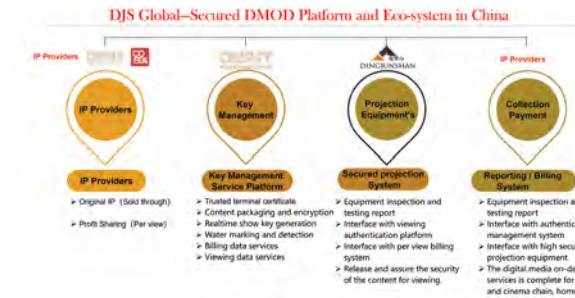 DJS Global—Secured DMOD Platform and Eco-system in China
IP Providers
DINGJUNSHAN
IP Providers
IP Providers
Key
Management
Projection
Equipment's
Collection
Payment
IP Providers
Key Management
Service Platform
Secured projection
System
Reporting / Billing
System
➢ Original IP (Sold through)
➢ Profit Sharing (Per view)
➢ Trusted terminal certificate
➢ Content packaging and encryption
➢ Realtime show key generation
➢ Water marking and detection
➢ Billing data services
➢ Viewing data services
➢ Equipment inspection and
testing report
➢ Interface with viewing
authentication platform
➢ Interface with per view billing
system
➢ Release and assure the security
of the content for viewing.
➢ Equipment inspection a
testing report
➢ Interface with authentic
management system
➢ Interface with high secu
projection equipment
➢ The digital media on-de
services is complete for
and cinema chain, hom